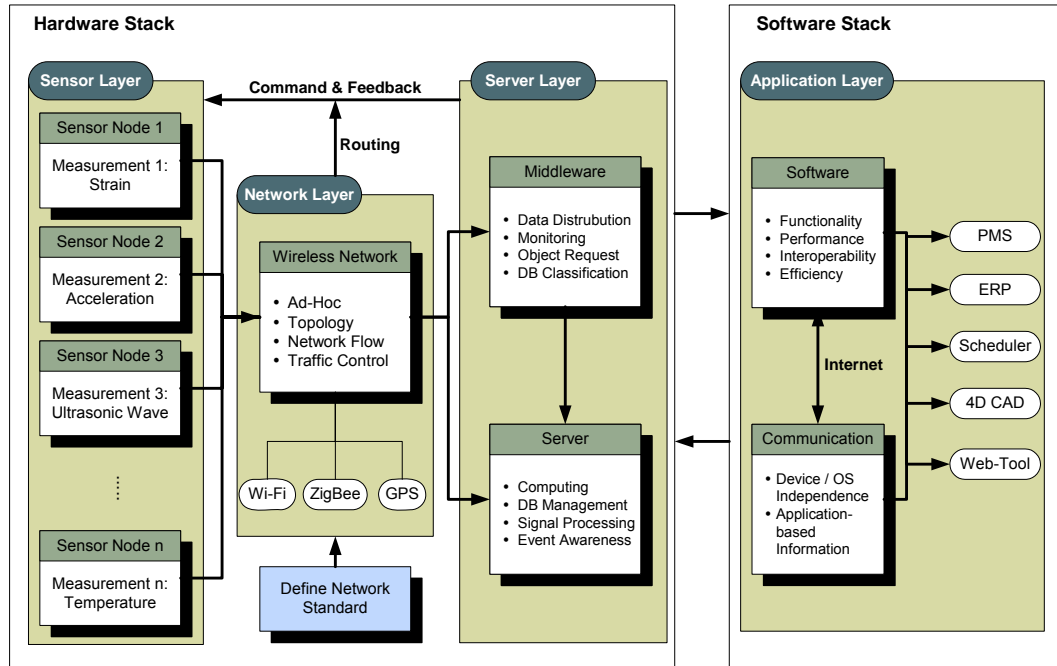 Hardware Stack
Sensor Layer
Sensor Node 1
Measurement 1:
Strain
Sensor Node 2
Measurement 2:
Acceleration
Sensor Node 3
Measurement 3:
Ultrasonic Wave
......
Sensor Node n
Measurement n:
Temperature
Command & Feedback
Routing
Network Layer
Wireless Network
• Ad-Hoc
• Topology
• Network Flow
• Traffic Control
Wi-Fi
ZigBee
GPS
Define Network
Standard
Server Layer
Middleware
• Data Distrubution
• Monitoring
• Object Request
• DB Classification
Server
• Computing
• DB Management
• Signal Processing
• Event Awareness
Software Stack
Application Layer
Software
• Functionality
• Performance
• Interoperability
• Efficiency
Internet
Communication
• Device / OS
Independence
• Application-
based
Information
PMS
ERP
Scheduler
4D CAD
Web-Tool